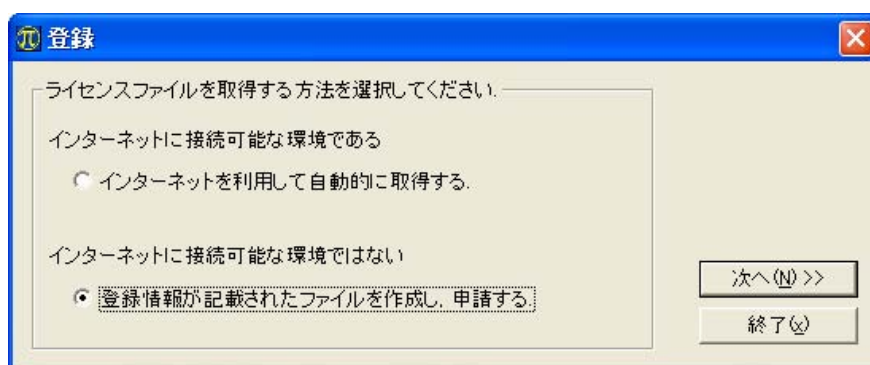 登録
ライセンスファイルを取得する方法を選択してください.
インターネットに接続可能な環境である
インターネットを利用して自動的に取得する.
インターネットに接続可能な環境ではない
登録情報が記載されたファイルを作成し, 申請する.
次へ(N) >>
終了(x)